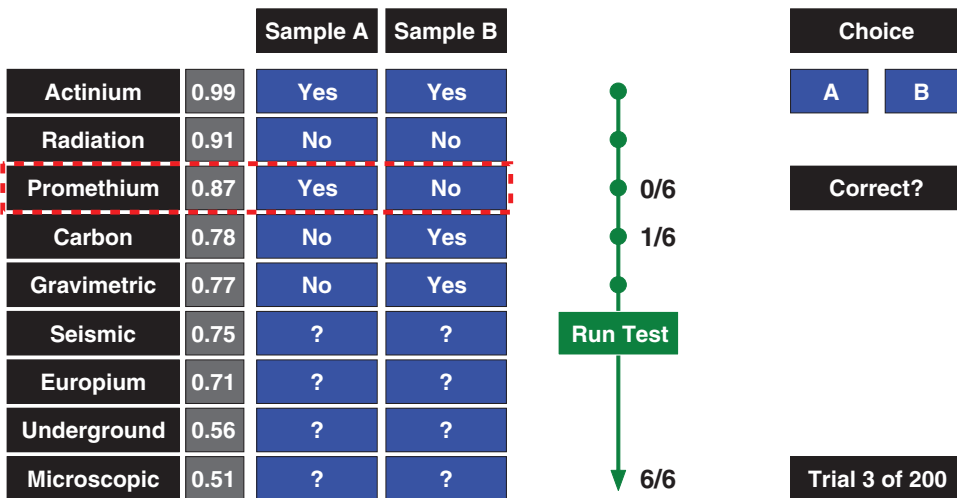 Sample A Sample B Choice
Actinium 0.99 Yes Yes A B
Radiation 0.91 No No
Promethium 0.87 Yes No 0/6 Correct?
Carbon 0.78 No Yes 1/6
Gravimetric 0.77 No Yes
Seismic 0.75 ? ? Run Test
Europium 0.71 ? ?
Underground 0.56 ? ?
Microscopic 0.51 ? ? 6/6 Trial 3 of 200